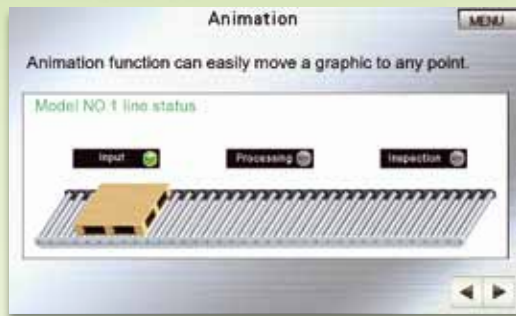 Animation
MENU
Animation function can easily move a graphic to any point.
Model NO.1 line status
Input
Processing
Inspection